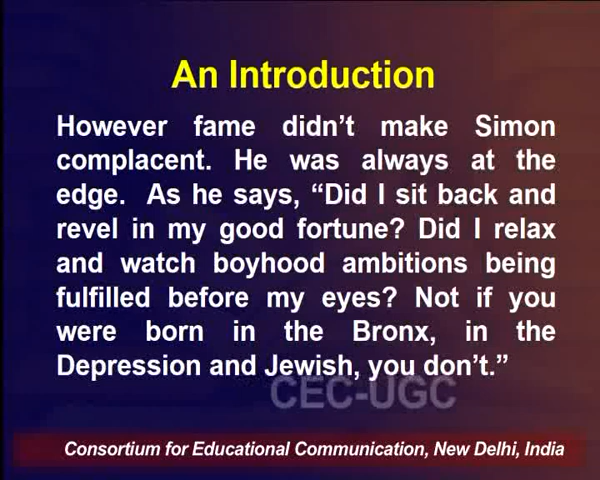 An Introduction
However fame didn't make Simon
complacent. He was always at the
edge. As he says, “Did I sit back and
revel in my good fortune? Did I relax
and watch boyhood ambitions being
fulfilled before my eyes? Not if you
were born in the Bronx, in the
Depression and Jewish, you don't.”
CEC-UGC
Consortium for Educational Communication, New Delhi, India